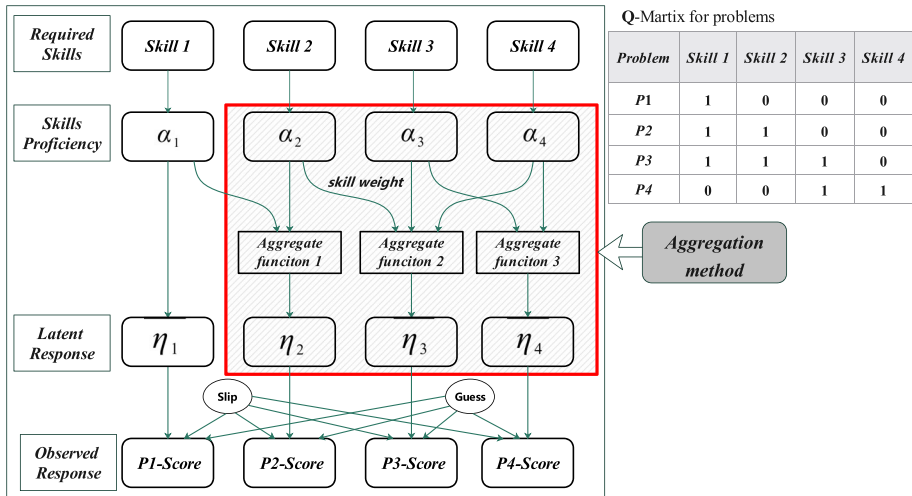 Required
Skills
Skill 1
Skill 2
Skill 3
Skill 4
Skills
Proficiency
α1
α2
α3
α4
skill weight
Aggregate
funciton 1
Aggregate
funciton 2
Aggregate
funciton 3
Latent
Response
η1
η2
η3
η4
Slip
Guess
Observed
Response
P1-Score
P2-Score
P3-Score
P4-Score
Q-Martix for problems
Problem Skill 1 Skill 2 Skill 3 Skill 4
P1 1 0 0 0
P2 1 1 0 0
P3 1 1 1 0
P4 0 0 1 1
Aggregation
method